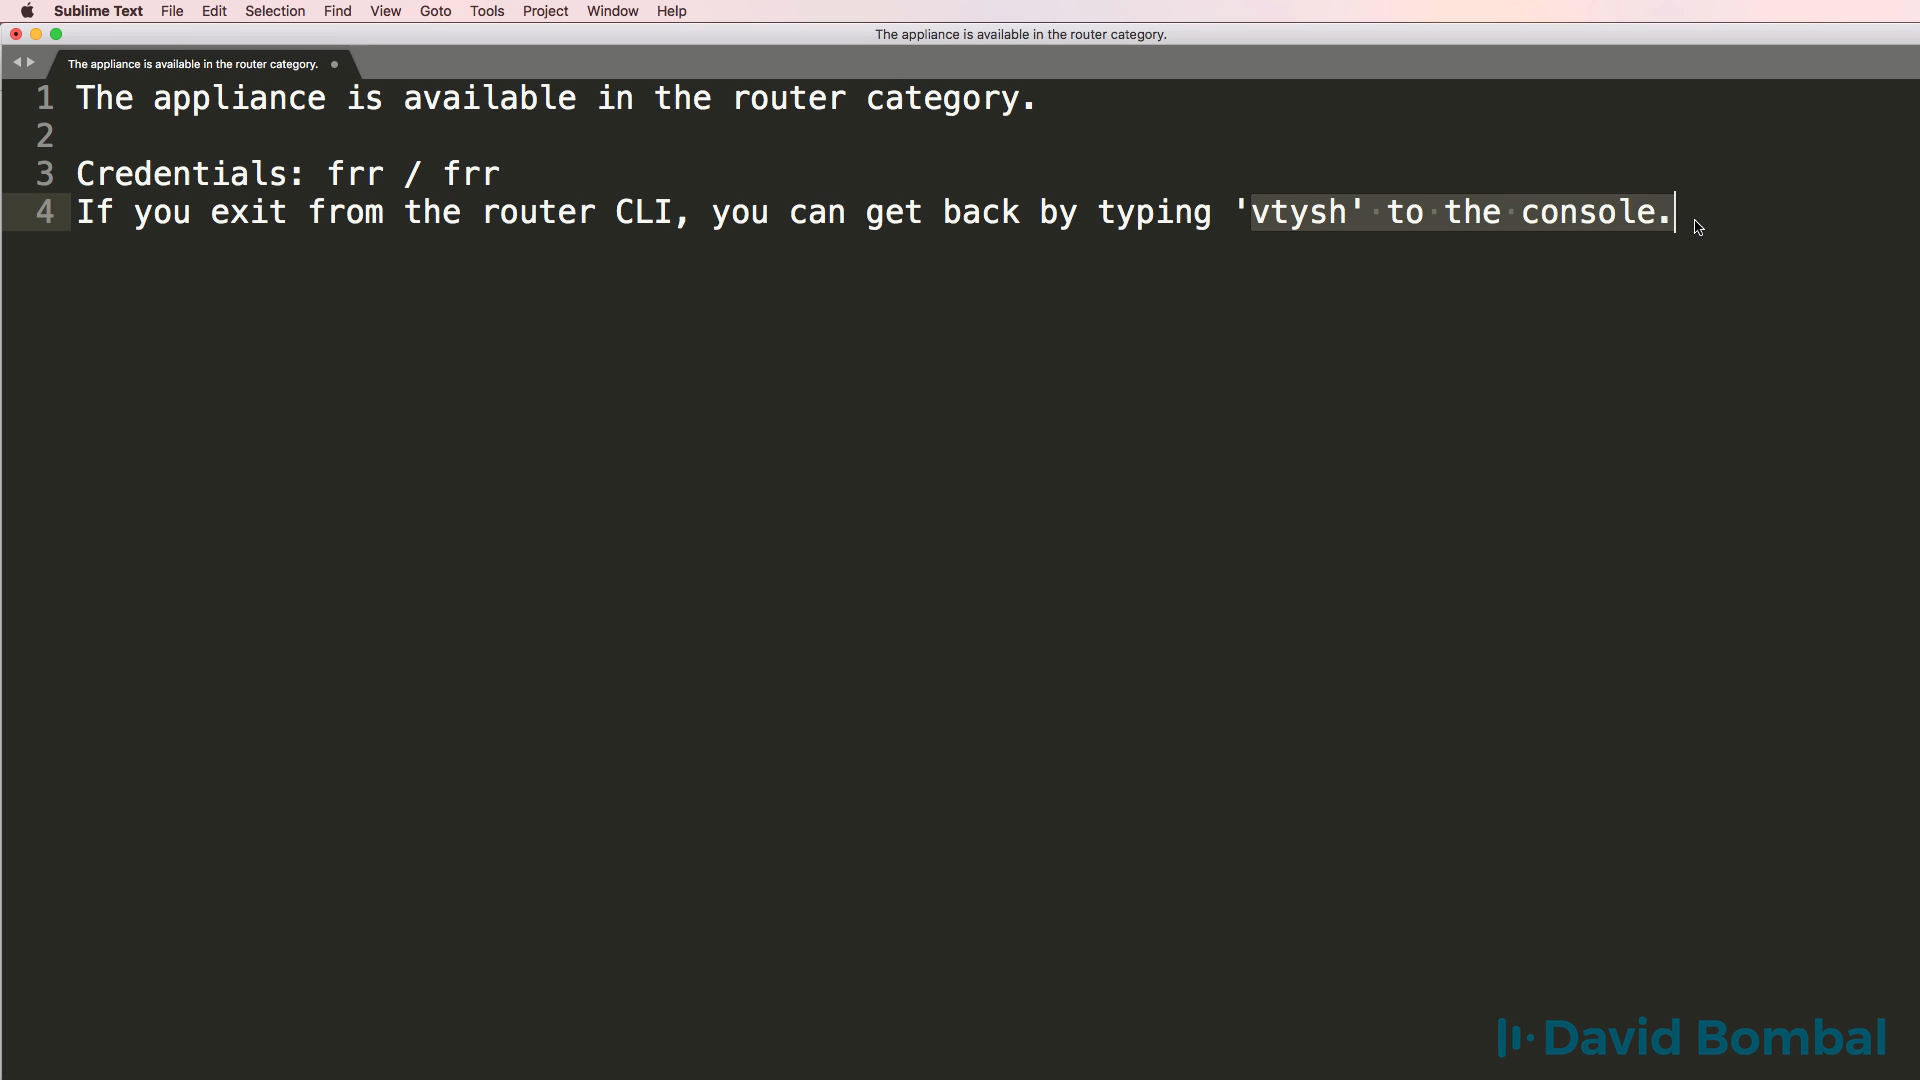 Sublime Text File Edit Selection Find View Goto Tools Project Window Help
The appliance is available in the router category.
The appliance is available in the router category.
1 The appliance is available in the router category.
2
3 Credentials: frr / frr
4 If you exit from the router CLI, you can get back by typing 'vtysh' to the console.
David Bombal